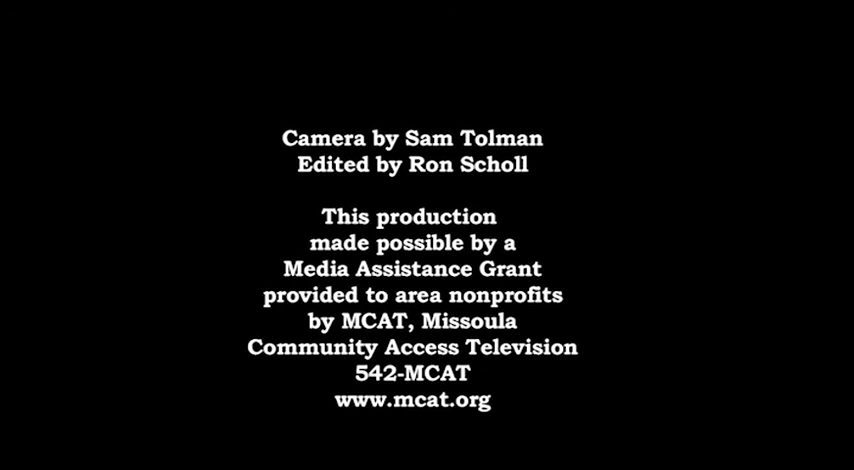 Camera by Sam Tolman
Edited by Ron Scholl
This production
made possible by a
Media Assistance Grant
provided to area nonprofits
by MCAT, Missoula
Community Access Television
542-MCAT
www.mcat.org